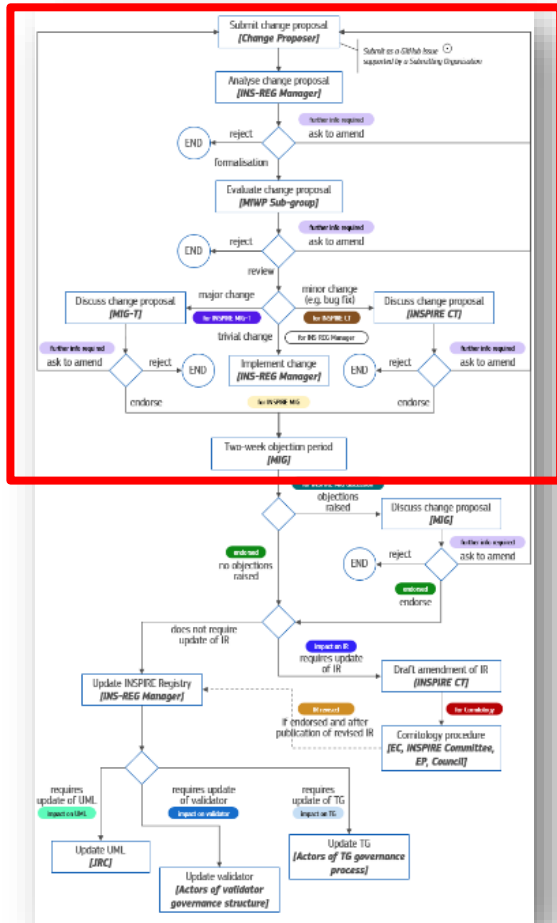 Submit change proposal
[Change Proposer]
Submit as a GitHub Issue
supported by a Submitting Organisation
Analyse change proposal
[INS-REG Manager]
further info required
END
reject
ask to amend
formalisation
Evaluate change proposal
[MIWP Sub-group]
further info required
END
reject
ask to amend
review
major change
minor change
(e.g. bug fix)
Discuss change proposal
[MIG-T]
for INSPIRE MIG-T
for INSPIRE CT
Discuss change proposal
[INSPIRE CT]
trivial change
for INS-REG Manager
further info required
ask to amend
reject
END
Implement change
[INS-REG Manager]
END
reject
further info required
ask to amend
endorse
for INSPIRE MIG
endorse
Two-week objection period
[MIG]
objections
raised
Discuss change proposal
[MIG]
endorsed
no objections
raised
END
reject
further info required
ask to amend
endorsed
endorse
does not require
update of IR
impact on IR
requires update
of IR
Draft amendment of IR
[INSPIRE CT]
Update INSPIRE Registry
[INS-REG Manager]
IR revised
if endorsed and after
publication of revised IR
for Comitology
Comitology procedure
[EC, INSPIRE Committee,
EP, Council]
requires
update of UML
impact on UML
requires update
of validator
impact on validator
requires
update of TG
impact on TG
Update UML
[JRC]
Update validator
[Actors of validator
governance structure]
Update TG
[Actors of TG governance
process]